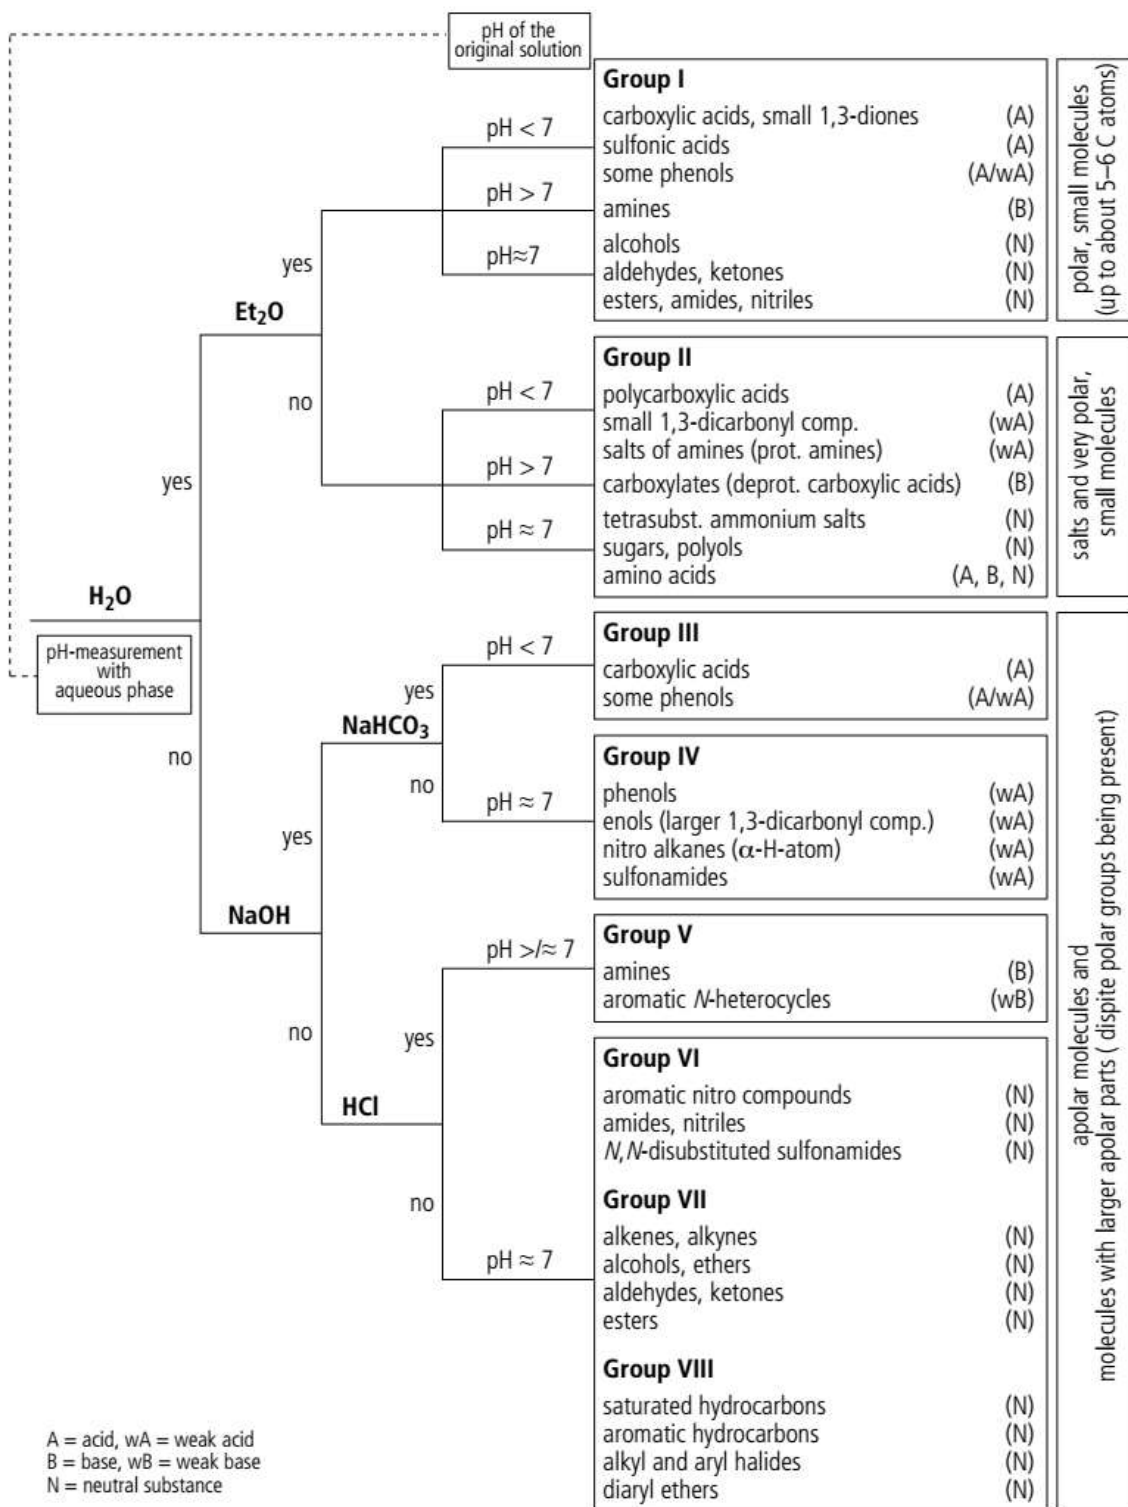 pH of the
original solution
Group I
carboxylic acids, small 1,3-diones (A)
pH < 7
sulfonic acids (A)
some phenols (A/wA)
pH > 7
amines (B)
alcohols (N)
pH≈7
aldehydes, ketones (N)
esters, amides, nitriles (N)
polar, small molecules
(up to about 5–6 C atoms)
yes
Et2O
no
Group II
pH < 7
polycarboxylic acids (A)
small 1,3-dicarbonyl comp. (wA)
salts of amines (prot. amines) (wA)
pH > 7
carboxylates (deprot. carboxylic acids) (B)
pH ≈ 7
tetrasubst. ammonium salts (N)
sugars, polyols (N)
amino acids (A, B, N)
salts and very polar,
small molecules
yes
H2O
pH-measurement
with
aqueous phase
no
Group III
pH < 7
carboxylic acids (A)
some phenols (A/wA)
yes
NaHCO3
no
Group IV
pH ≈ 7
phenols (wA)
enols (larger 1,3-dicarbonyl comp.) (wA)
nitro alkanes (α-H-atom) (wA)
sulfonamides (wA)
yes
NaOH
no
Group V
pH >/≈ 7
amines (B)
aromatic N-heterocycles (wB)
yes
HCl
no
Group VI
aromatic nitro compounds (N)
amides, nitriles (N)
N,N-disubstituted sulfonamides (N)
Group VII
pH ≈ 7
alkenes, alkynes (N)
alcohols, ethers (N)
aldehydes, ketones (N)
esters (N)
Group VIII
saturated hydrocarbons (N)
aromatic hydrocarbons (N)
alkyl and aryl halides (N)
diaryl ethers (N)
apolar molecules and
molecules with larger apolar parts ( dispite polar groups being present)
A = acid, wA = weak acid
B = base, wB = weak base
N = neutral substance